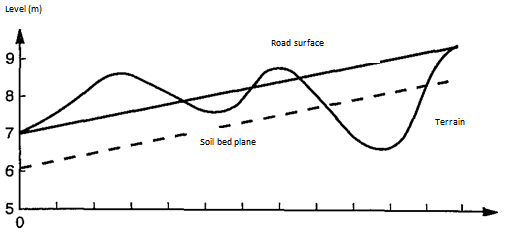 Level (m)
Road surface
9
8
Terrain
7
Soil bed plane
6
5
0